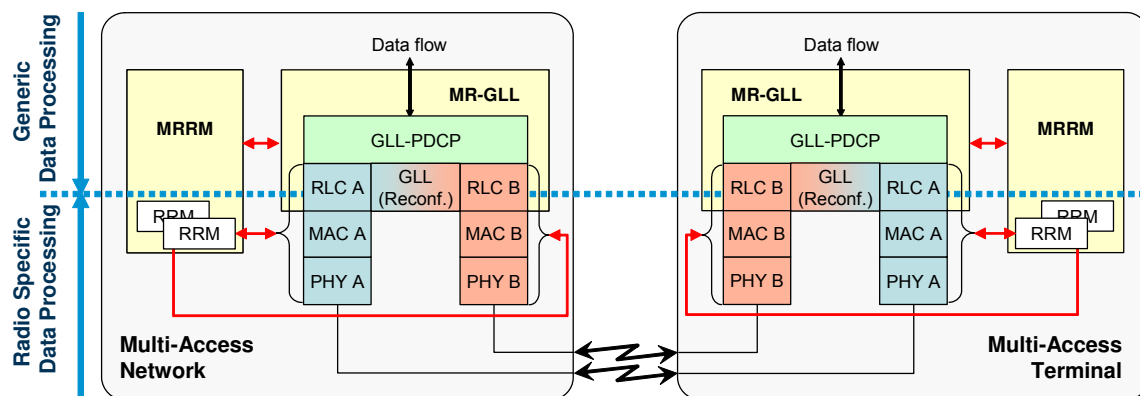 Generic
Data Processing
Radio Specific
Data Processing
Data flow
MRRM
MR-GLL
GLL-PDCP
RLC A
GLL
(Reconf.)
RLC B
RRM
RRM
MAC A
MAC B
PHY A
PHY B
Multi-Access
Network
Data flow
MR-GLL
MRRM
GLL-PDCP
RLC B
GLL
(Reconf.)
RLC A
RRM
RRM
MAC B
MAC A
PHY B
PHY A
Multi-Access
Terminal